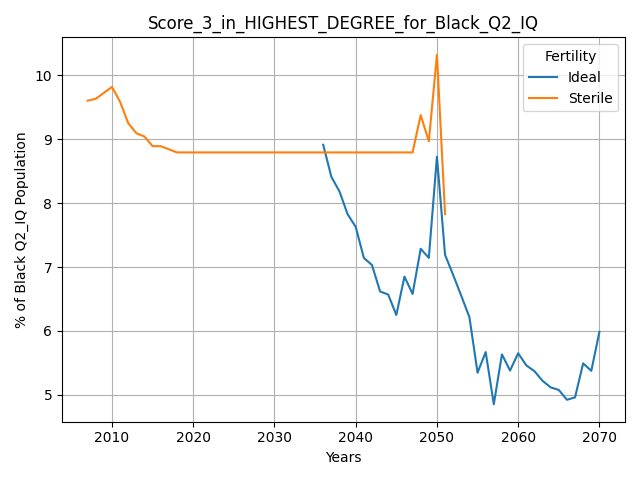 Score_3_in_HIGHEST_DEGREE_for_Black_Q2_IQ
% of Black Q2_IQ Population
10
9
8
7
6
5
Fertility
Ideal
Sterile
2010 2020 2030 2040 2050 2060 2070
Years